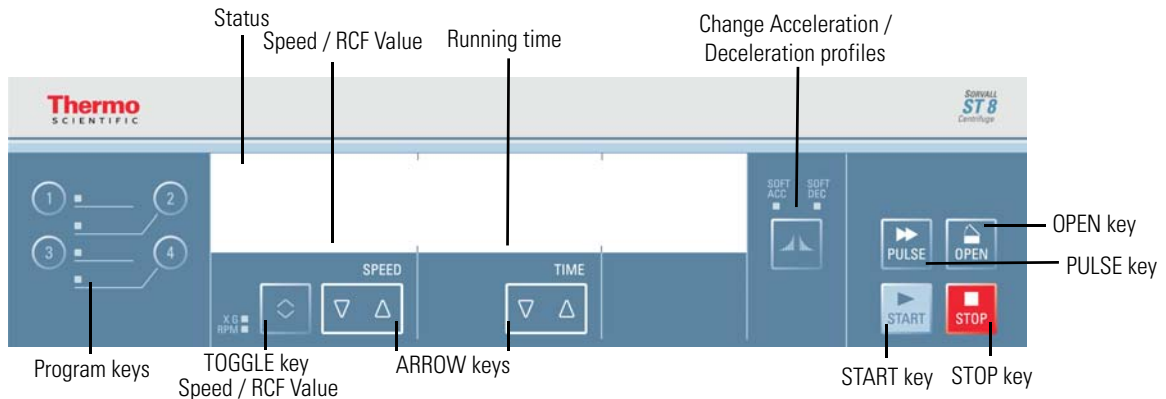 Status
Speed / RCF Value
Running time
Change Acceleration /
Deceleration profiles
Thermo
SCIENTIFIC
SORVALL
ST 8
Centrifuge
1
2
3
4
SOFT
ACC
SOFT
DEC
SPEED
TIME
X G
RPM
PULSE
OPEN
START
STOP
OPEN key
PULSE key
Program keys
TOGGLE key
Speed / RCF Value
ARROW keys
START key
STOP key